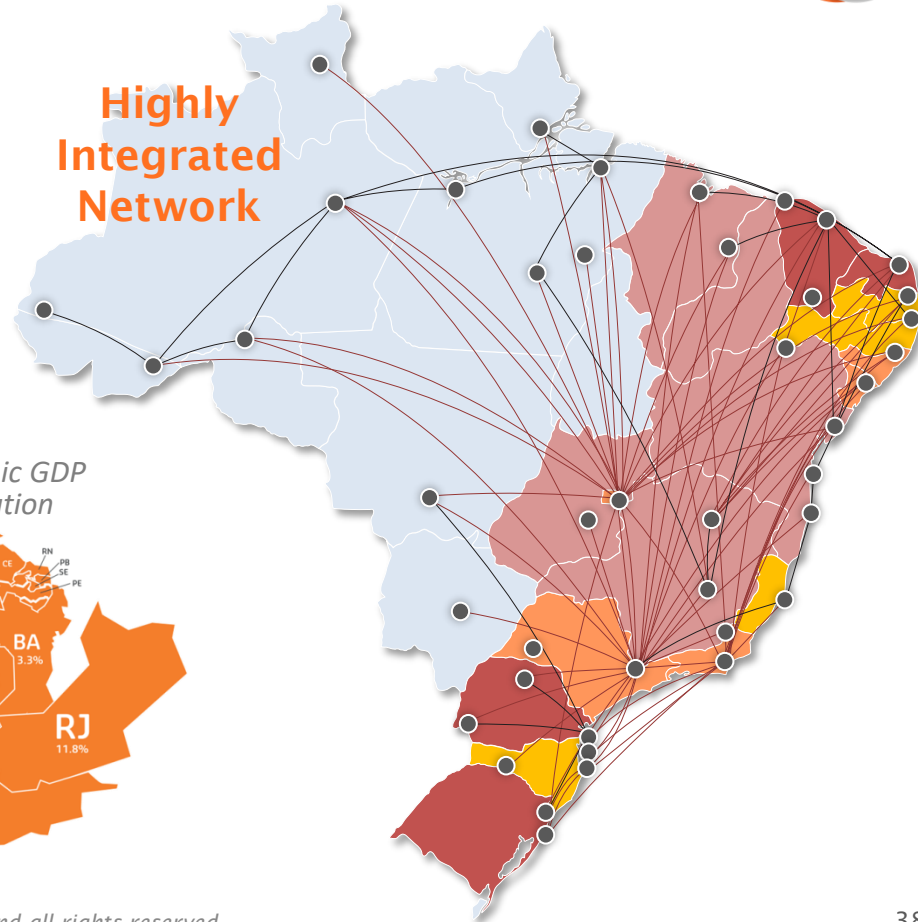 Highly
Integrated
Network
ic GDP
ution
RN
CE
PB
SE
PE
BA
3.3%
RJ
11.8%
nd all rights reserved
38